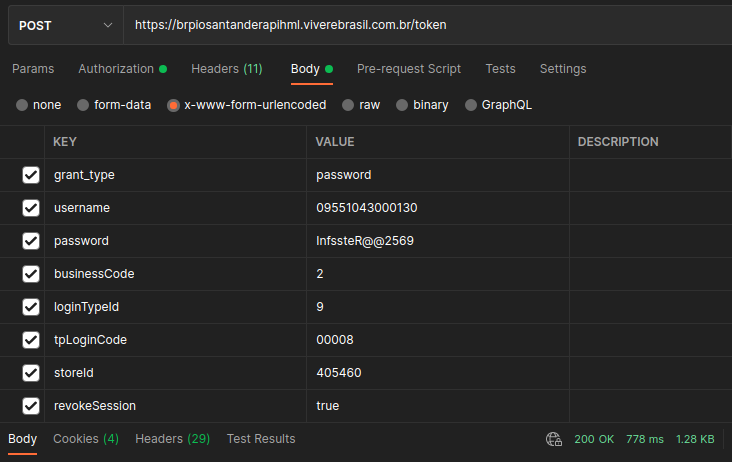 POST https://brpiosantanderapihml.viverebrasil.com.br/token
Params Authorization Headers (11) Body Pre-request Script Tests Settings
none form-data x-www-form-urlencoded raw binary GraphQL
KEY VALUE DESCRIPTION
grant_type password
username 09551043000130
password InfssteR@@2569
businessCode 2
loginTypeId 9
tpLoginCode 00008
storeId 405460
revokeSession true
Body Cookies (4) Headers (29) Test Results 200 OK 778 ms 1.28 KB